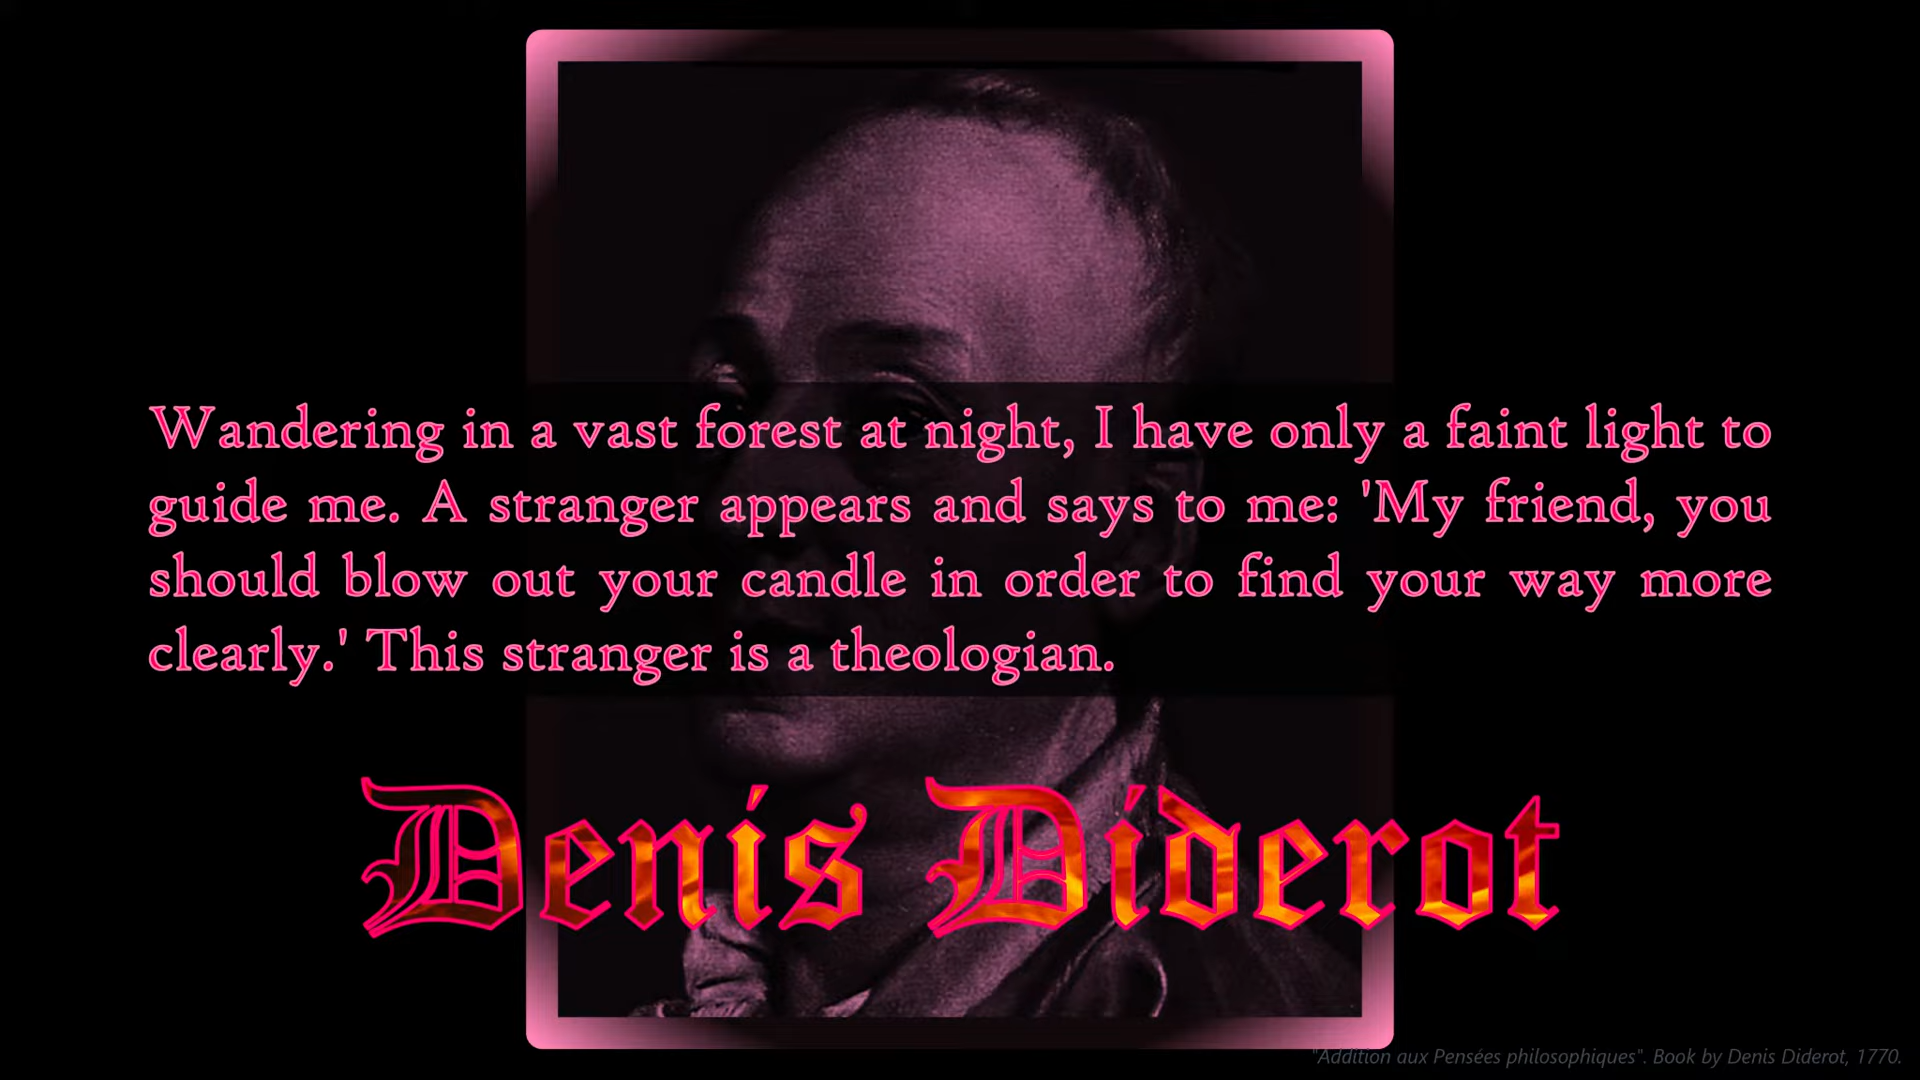 Wandering in a vast forest at night, I have only a faint light to
guide me. A stranger appears and says to me: 'My friend, you
should blow out your candle in order to find your way more
clearly.' This stranger is a theologian.
Denis Diderot
"Addition aux Pensées philosophiques". Book by Denis Diderot, 1770.